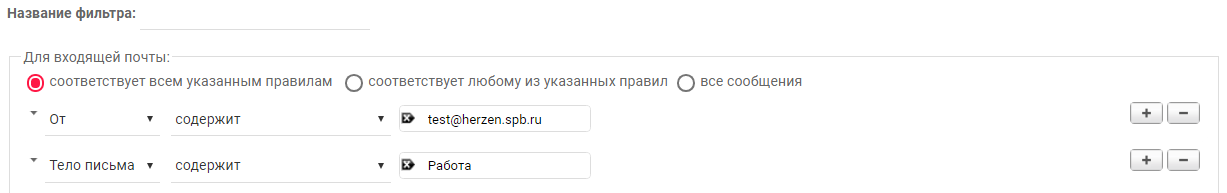 Название фильтра:
Для входящей почты:
соответствует всем указанным правилам соответствует любому из указанных правил все сообщения
От содержит test@herzen.spb.ru
Тело письма содержит Работа